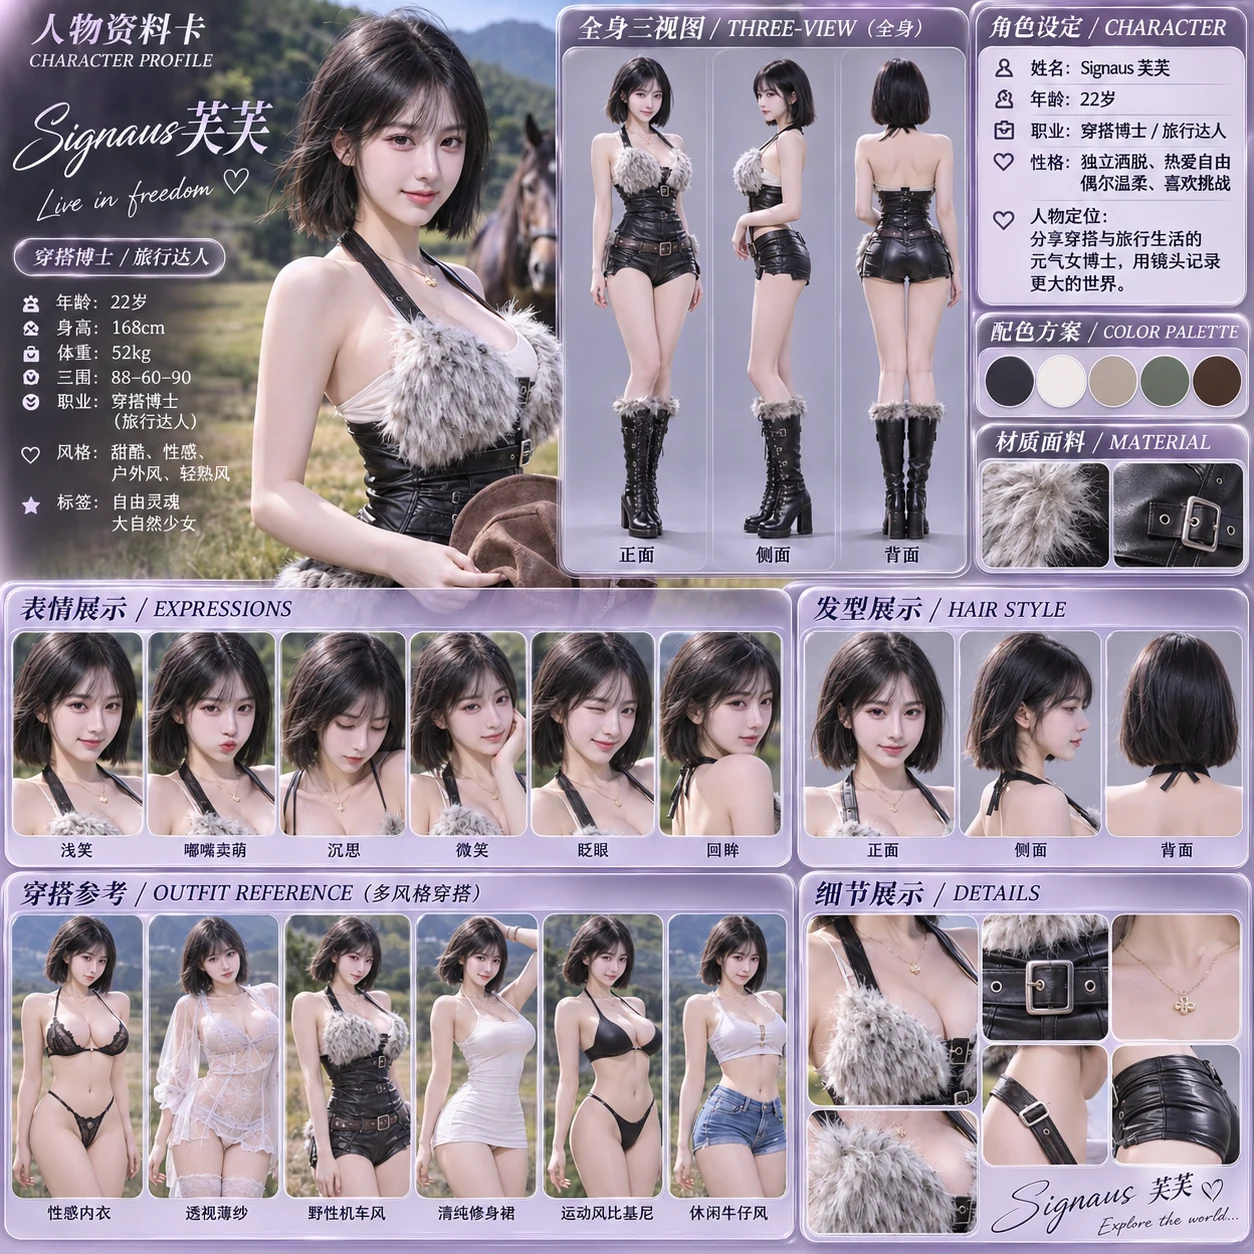 人物资料卡
CHARACTER PROFILE
Signaus芙芙
Live in freedom
穿搭博士 / 旅行达人
年龄：22岁
身高：168cm
体重：52kg
三围：88-60-90
职业：穿搭博士
（旅行达人）
风格：甜酷、性感、
户外风、轻熟风
标签：自由灵魂
大自然少女
全身三视图 / THREE-VIEW（全身）
正面
侧面
背面
角色设定 / CHARACTER
姓名：Signaus 芙芙
年龄：22岁
职业：穿搭博士 / 旅行达人
性格：独立洒脱、热爱自由
偶尔温柔、喜欢挑战
人物定位：
分享穿搭与旅行生活的
元气女博士，用镜头记录
更大的世界。
配色方案 / COLOR PALETTE
材质面料 / MATERIAL
表情展示 / EXPRESSIONS
浅笑
嘟嘴卖萌
沉思
微笑
眨眼
回眸
发型展示 / HAIR STYLE
正面
侧面
背面
穿搭参考 / OUTFIT REFERENCE（多风格穿搭）
性感内衣
透视薄纱
野性机车风
清纯修身裙
运动风比基尼
休闲牛仔风
细节展示 / DETAILS
Signaus 芙芙
Explore the world...